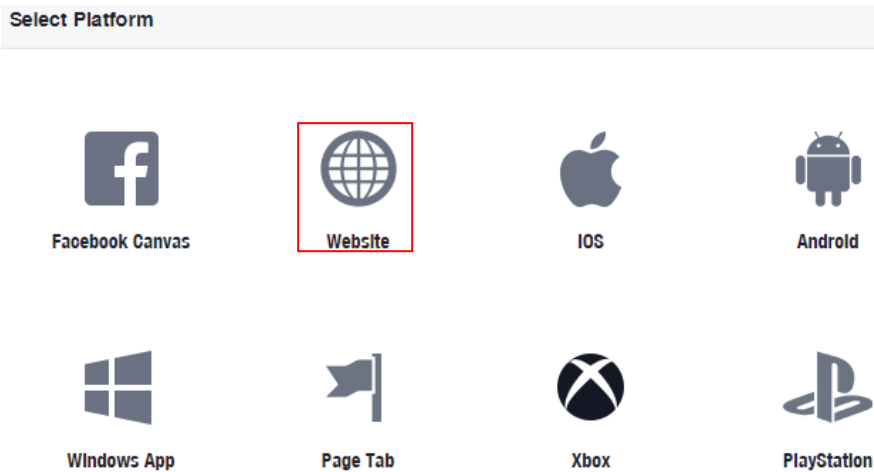 Select Platform
Facebook Canvas
Website
iOS
Android
Windows App
Page Tab
Xbox
PlayStation